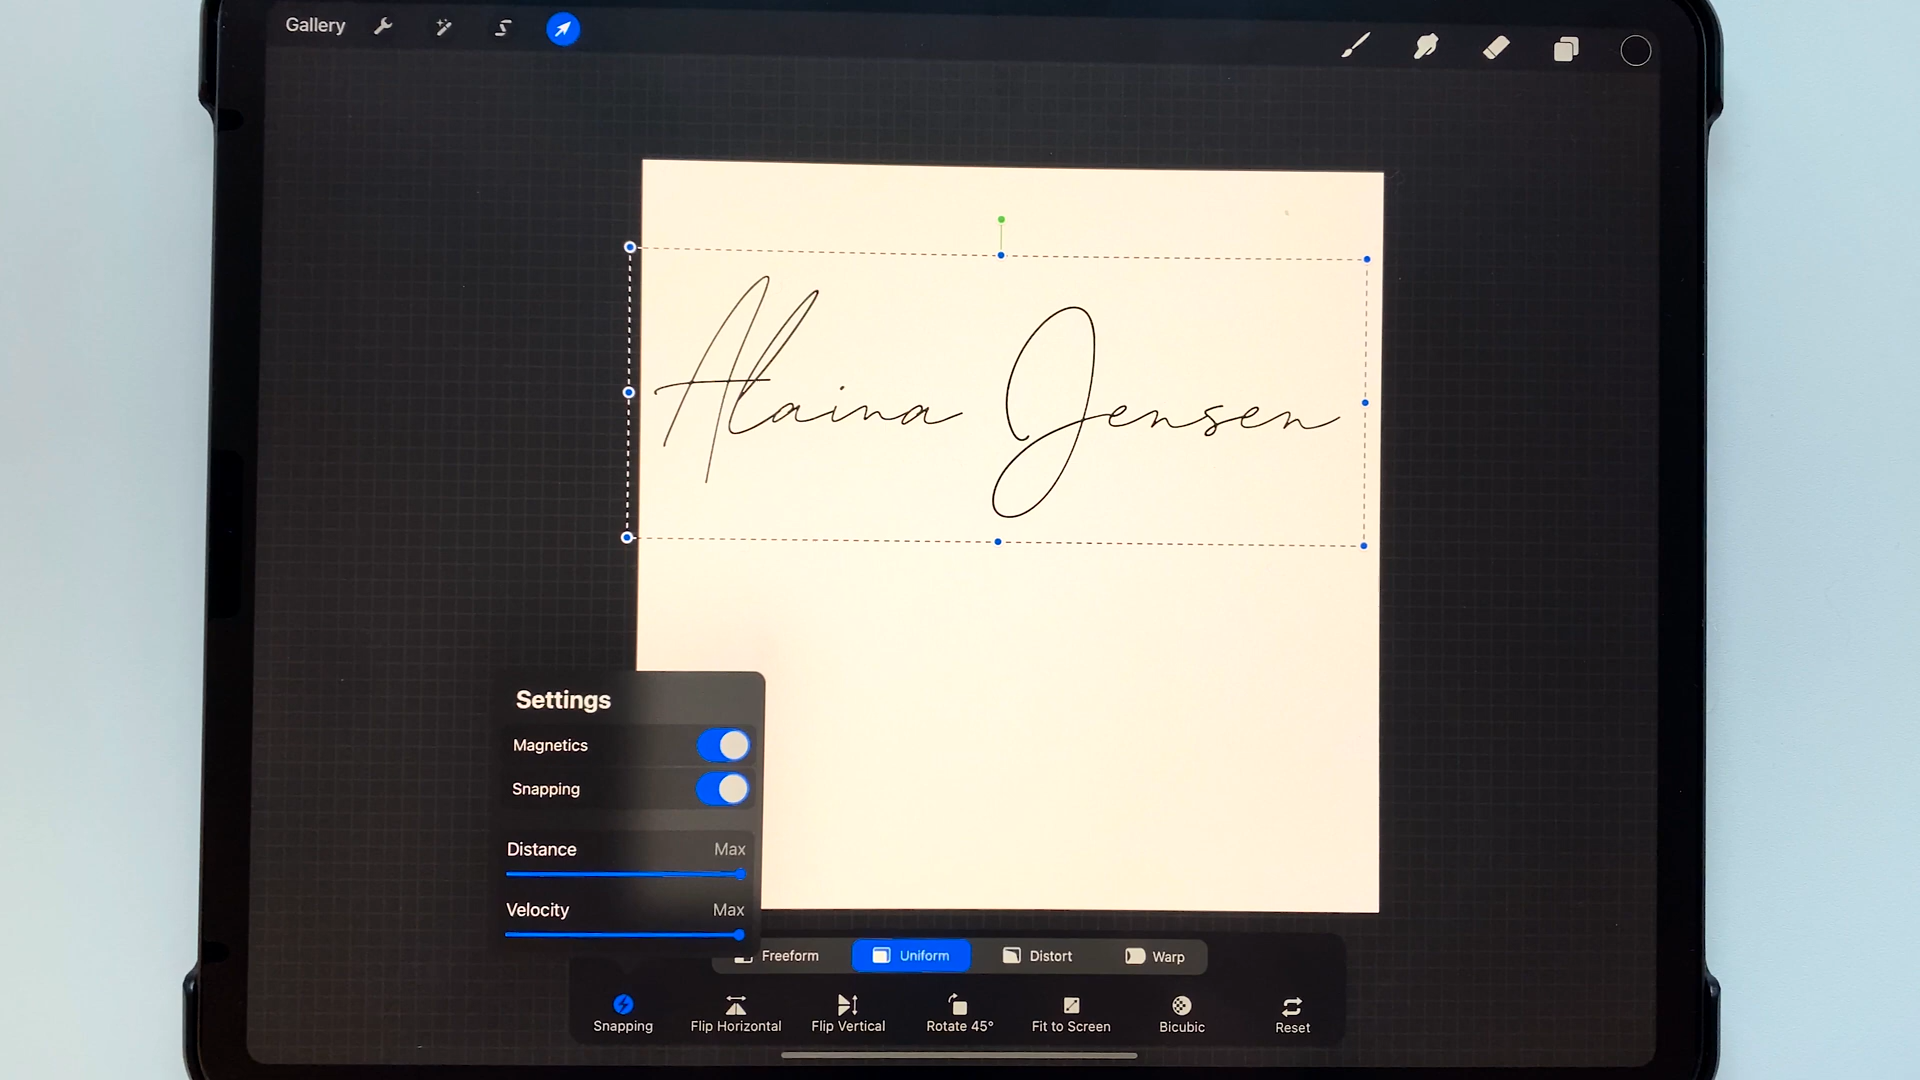 Gallery
Alaina Jensen
Settings
Magnetics
Snapping
Distance Max
Velocity Max
Freeform Uniform Distort Warp
Snapping Flip Horizontal Flip Vertical Rotate 45° Fit to Screen Bicubic Reset